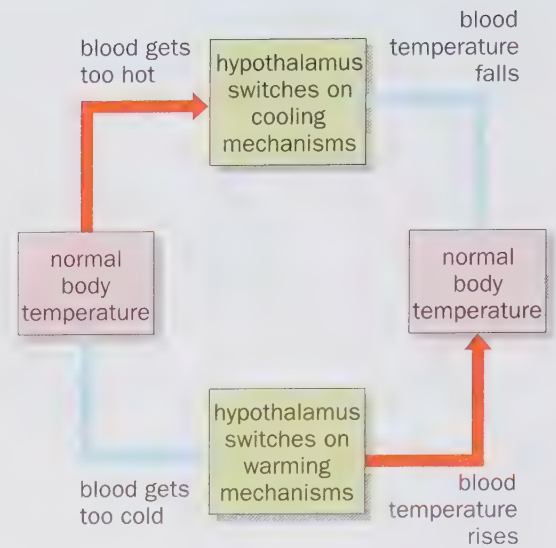 blood gets
too hot
hypothalamus
switches on
cooling
mechanisms
blood
temperature
falls
normal
body
temperature
normal
body
temperature
blood gets
too cold
hypothalamus
switches on
warming
mechanisms
blood
temperature
rises